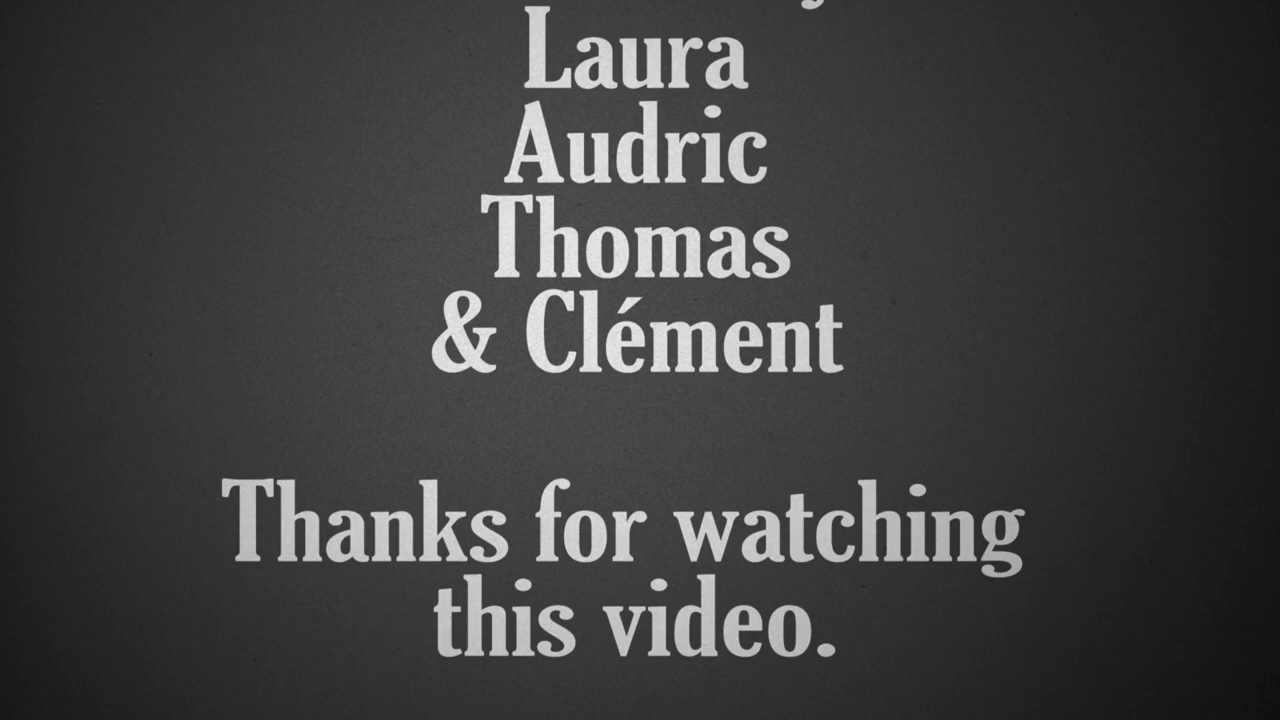 Laura
Audric
Thomas
& Clément
Thanks for watching
this video.